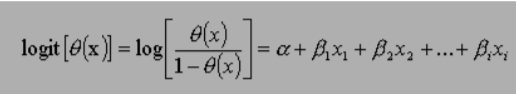 logit[θ(x)] = log[θ(x) / 1 − θ(x)] = α + β₁x₁ + β₂x₂ + ... + βᵢxᵢ